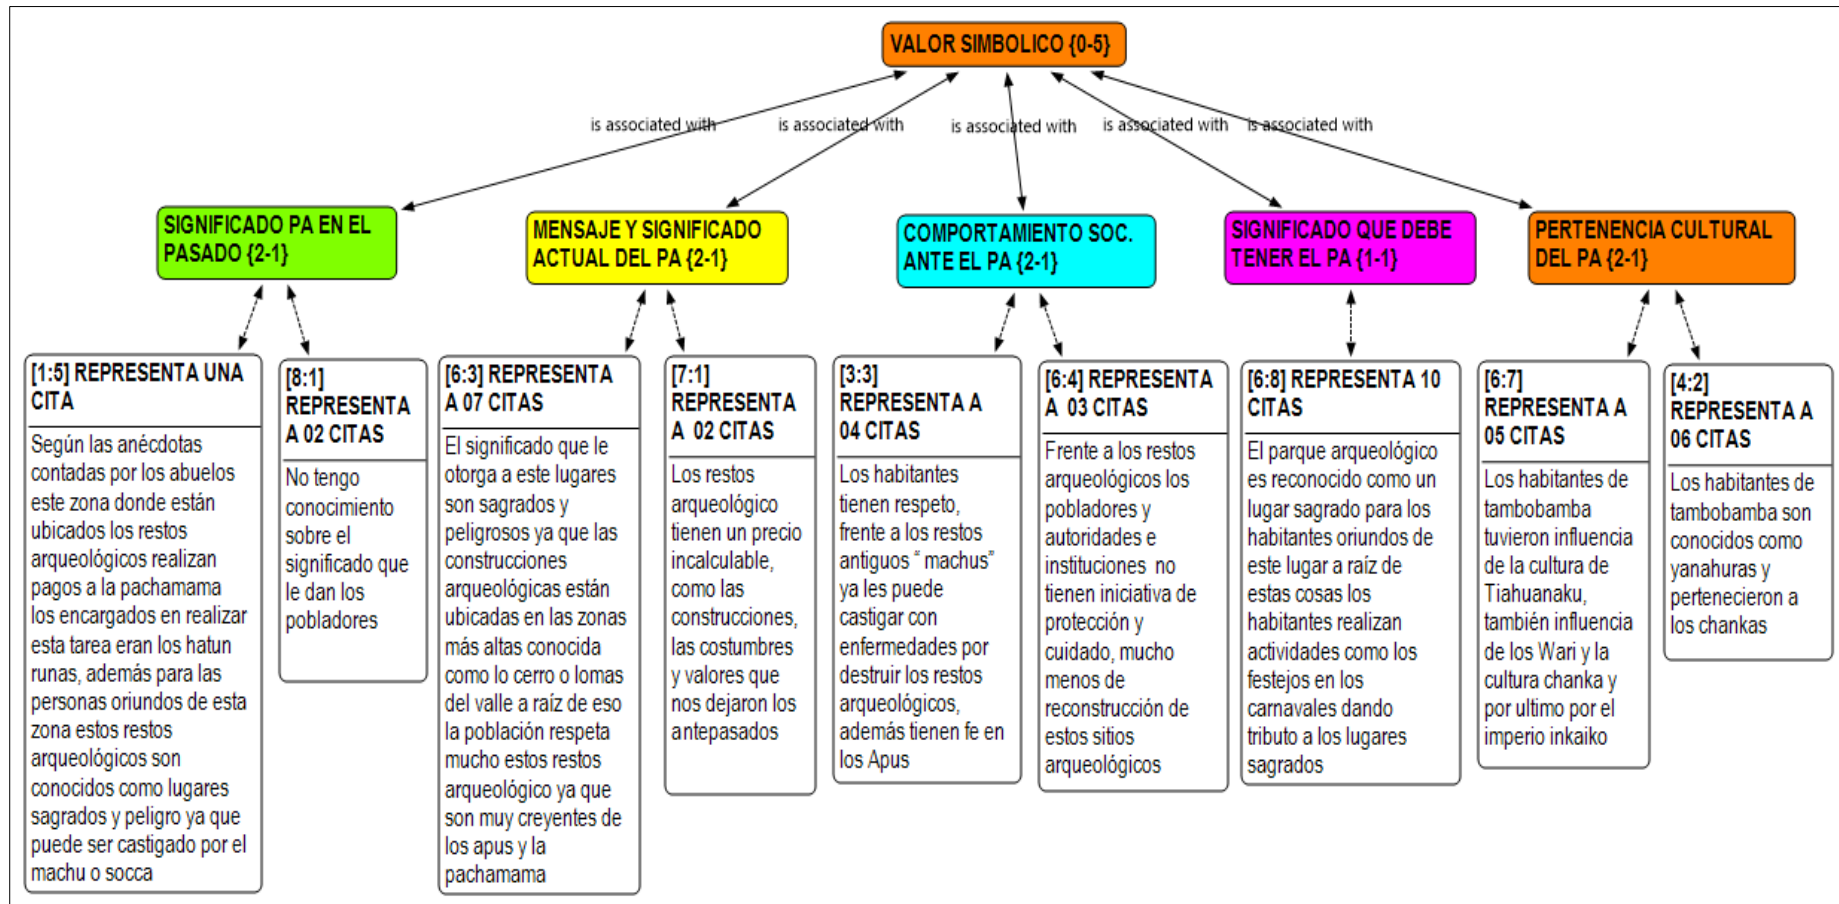 VALOR SIMBOLICO {0-5}
is associated with
is associated with
is associated with
is associated with
is associated with
SIGNIFICADO PA EN EL
PASADO {2-1}
MENSAJE Y SIGNIFICADO
ACTUAL DEL PA {2-1}
COMPORTAMIENTO SOC.
ANTE EL PA {2-1}
SIGNIFICADO QUE DEBE
TENER EL PA {1-1}
PERTENENCIA CULTURAL
DEL PA {2-1}
[1:5] REPRESENTA UNA
CITA
Según las anécdotas
contadas por los abuelos
este zona donde están
ubicados los restos
arqueológicos realizan
pagos a la pachamama
los encargados en realizar
esta tarea eran los hatun
runas, además para las
personas oriundos de esta
zona estos restos
arqueológicos son
conocidos como lugares
sagrados y peligro ya que
puede ser castigado por el
machu o socca
[8:1]
REPRESENTA
A 02 CITAS
No tengo
conocimiento
sobre el
significado que
le dan los
pobladores
[6:3] REPRESENTA
A 07 CITAS
El significado que le
otorga a este lugares
son sagrados y
peligrosos ya que las
construcciones
arqueológicas están
ubicadas en las zonas
más altas conocida
como lo cerro o lomas
del valle a raíz de eso
la población respeta
mucho estos restos
arqueológico ya que
son muy creyentes de
los apus y la
pachamama
[7:1]
REPRESENTA
A 02 CITAS
Los restos
arqueológico
tienen un precio
incalculable,
como las
construcciones,
las costumbres
y valores que
nos dejaron los
antepasados
[3:3]
REPRESENTA A
04 CITAS
Los habitantes
tienen respeto,
frente a los restos
antiguos “ machus”
ya les puede
castigar con
enfermedades por
destruir los restos
arqueológicos,
además tienen fe en
los Apus
[6:4] REPRESENTA
A 03 CITAS
Frente a los restos
arqueológicos los
pobladores y
autoridades e
instituciones no
tienen iniciativa de
protección y
cuidado, mucho
menos de
reconstrucción de
estos sitios
arqueológicos
[6:8] REPRESENTA 10
CITAS
El parque arqueológico
es reconocido como un
lugar sagrado para los
habitantes oriundos de
este lugar a raíz de
estas cosas los
habitantes realizan
actividades como los
festejos en los
carnavales dando
tributo a los lugares
sagrados
[6:7]
REPRESENTA A
05 CITAS
Los habitantes de
tambobamba
tuvieron influencia
de la cultura de
Tiahuanaku,
también influencia
de los Wari y la
cultura chanka y
por ultimo por el
imperio inkaiko
[4:2]
REPRESENTA A
06 CITAS
Los habitantes de
tambobamba son
conocidos como
yanahuras y
pertenecieron a
los chankas